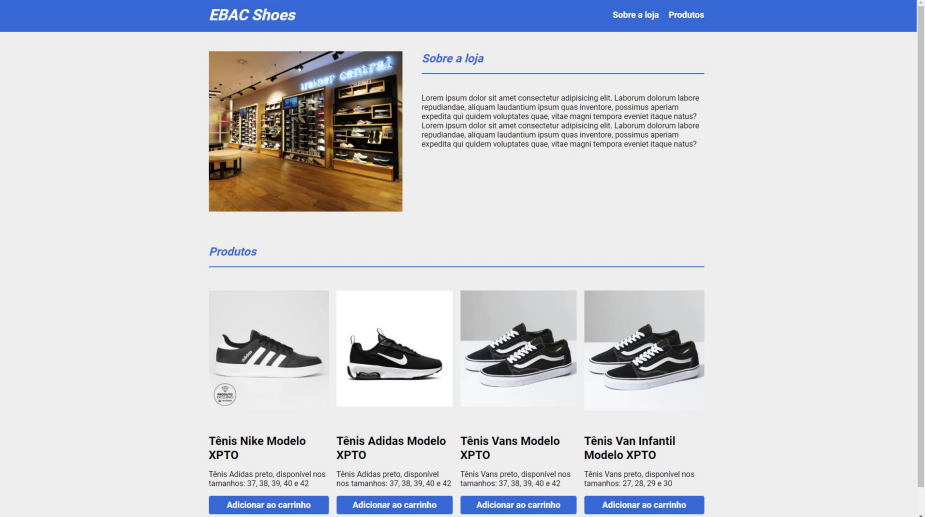 EBAC Shoes
Sobre a loja Produtos
trainer central
Sobre a loja
Lorem ipsum dolor sit amet consectetur adipisicing elit. Laborum dolorum labore
repudiandae, aliquam laudantium ipsum quas inventore, possimus aperiam
expedita qui quidem voluptates quae, vitae magni tempora eveniet itaque natus?
Lorem ipsum dolor sit amet consectetur adipisicing elit. Laborum dolorum labore
repudiandae, aliquam laudantium ipsum quas inventore, possimus aperiam
expedita qui quidem voluptates quae, vitae magni tempora eveniet itaque natus?
Produtos
adidas
Tênis Nike Modelo
XPTO
Tênis Adidas preto, disponível nos
tamanhos: 37, 38, 39, 40 e 42
Adicionar ao carrinho
Tênis Adidas Modelo
XPTO
Tênis Adidas preto, disponível
nos tamanhos: 37, 38, 39, 40 e 42
Adicionar ao carrinho
Tênis Vans Modelo
XPTO
Tênis Vans preto, disponível nos
tamanhos: 37, 38, 39, 40 e 42
Adicionar ao carrinho
Tênis Van Infantil
Modelo XPTO
Tênis Vans preto, disponível nos
tamanhos: 27, 28, 29 e 30
Adicionar ao carrinho